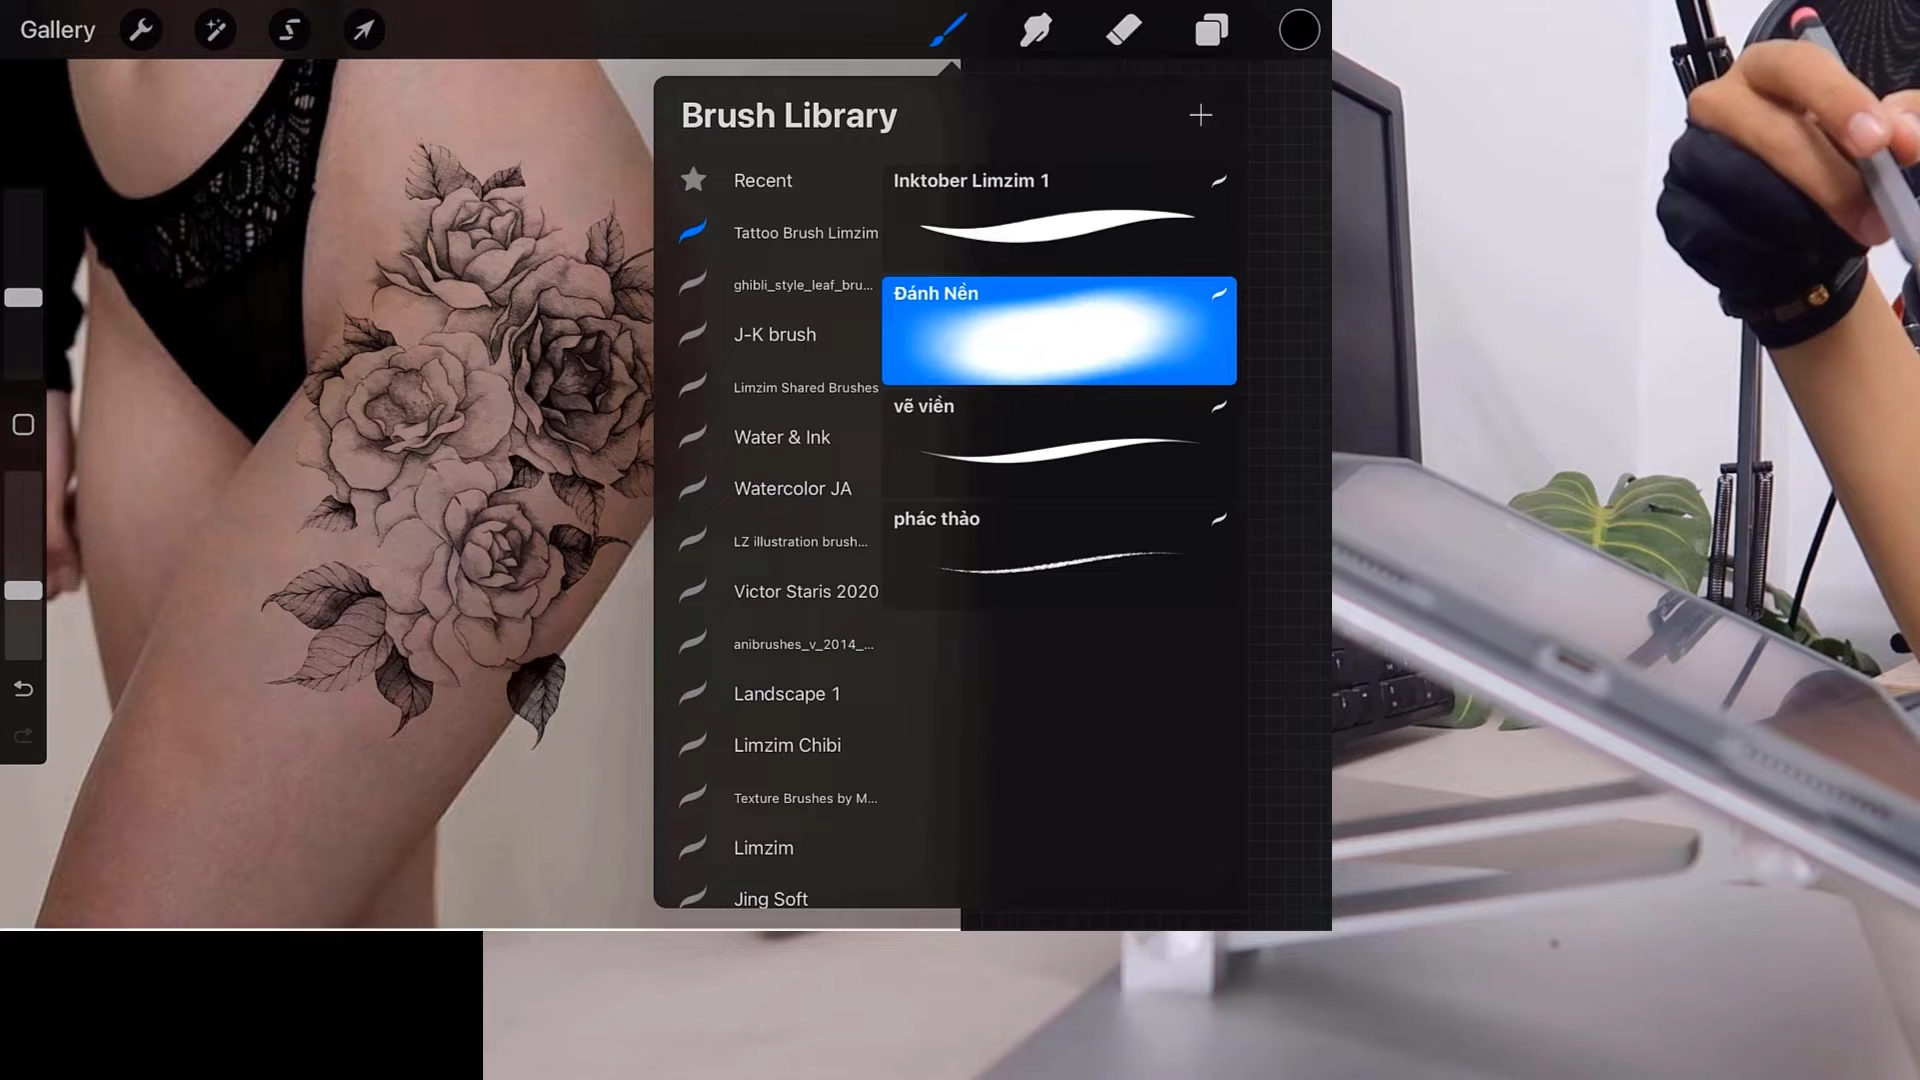 Gallery
Brush Library
Recent
Tattoo Brush Limzim
ghibli_style_leaf_bru...
J-K brush
Limzim Shared Brushes
Water & Ink
Watercolor JA
LZ illustration brush...
Victor Staris 2020
anibrushes_v_2014_...
Landscape 1
Limzim Chibi
Texture Brushes by M...
Limzim
Jing Soft
Inktober Limzim 1
Đánh Nền
vẽ viền
phác thảo